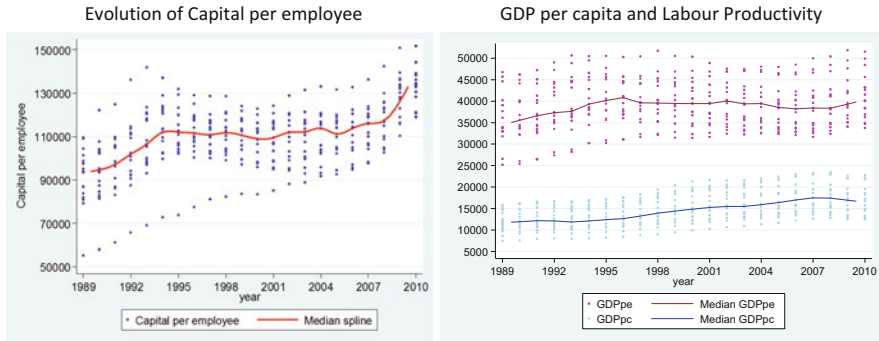 Evolution of Capital per employee
150000
130000
110000
90000
70000
50000
Capital per employee
1989 1992 1995 1998 2001 2004 2007 2010
year
Capital per employee Median spline
GDP per capita and Labour Productivity
50000
45000
40000
35000
30000
25000
20000
15000
10000
5000
1989 1992 1995 1998 2001 2004 2007 2010
year
GDPpe Median GDPpe
GDPpc Median GDPpc